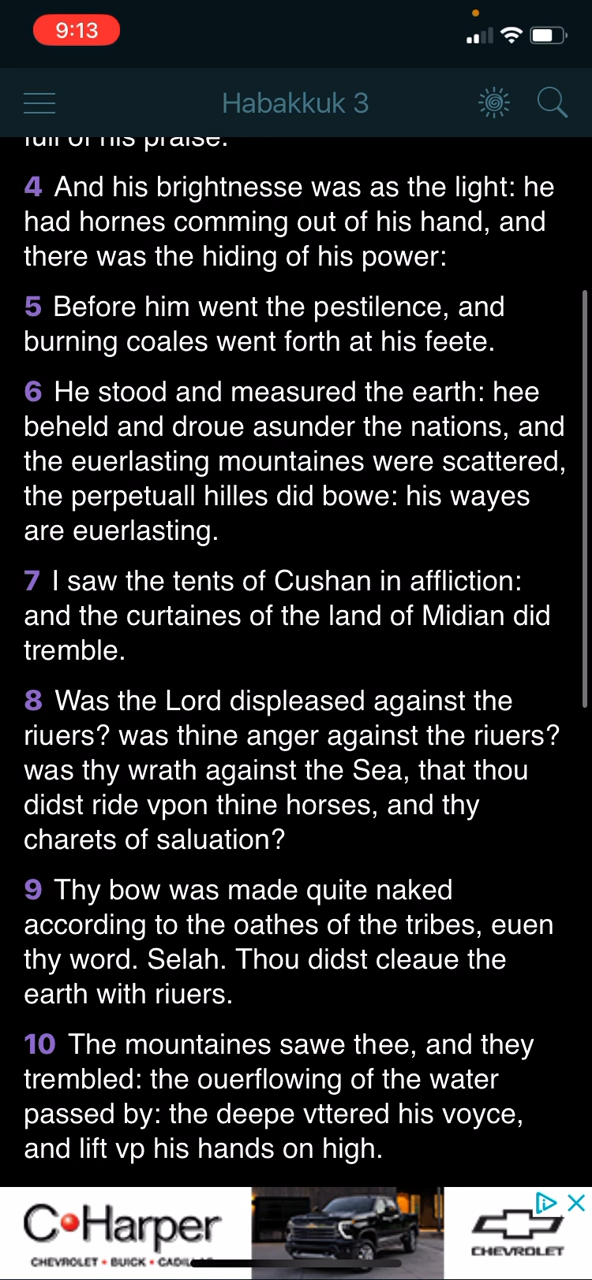 9:13
Habakkuk 3
full of his praise.
4 And his brightnesse was as the light: he
had hornes comming out of his hand, and
there was the hiding of his power:
5 Before him went the pestilence, and
burning coales went forth at his feete.
6 He stood and measured the earth: hee
beheld and droue asunder the nations, and
the euerlasting mountaines were scattered,
the perpetuall hilles did bowe: his wayes
are euerlasting.
7 I saw the tents of Cushan in affliction:
and the curtaines of the land of Midian did
tremble.
8 Was the Lord displeased against the
riuers? was thine anger against the riuers?
was thy wrath against the Sea, that thou
didst ride vpon thine horses, and thy
charets of saluation?
9 Thy bow was made quite naked
according to the oathes of the tribes, euen
thy word. Selah. Thou didst cleaue the
earth with riuers.
10 The mountaines sawe thee, and they
trembled: the ouerflowing of the water
passed by: the deepe vttered his voyce,
and lift vp his hands on high.
C•Harper
CHEVROLET • BUICK •
CHEVROLET